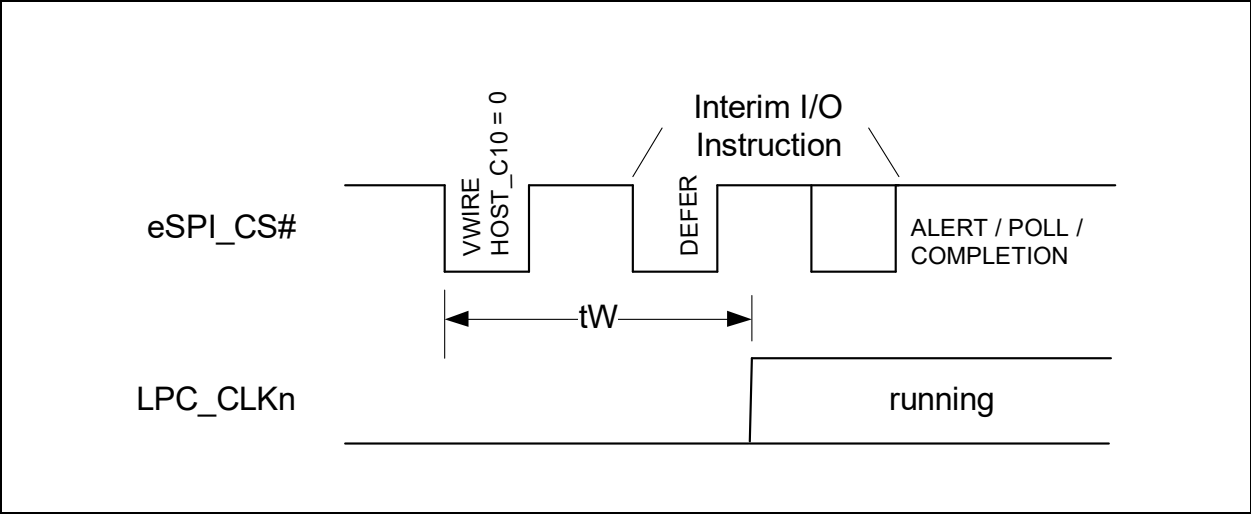 Interim I/O
Instruction
eSPI_CS#
VWIRE
HOST_C10 = 0
DEFER
ALERT / POLL /
COMPLETION
tW
LPC_CLKn
running